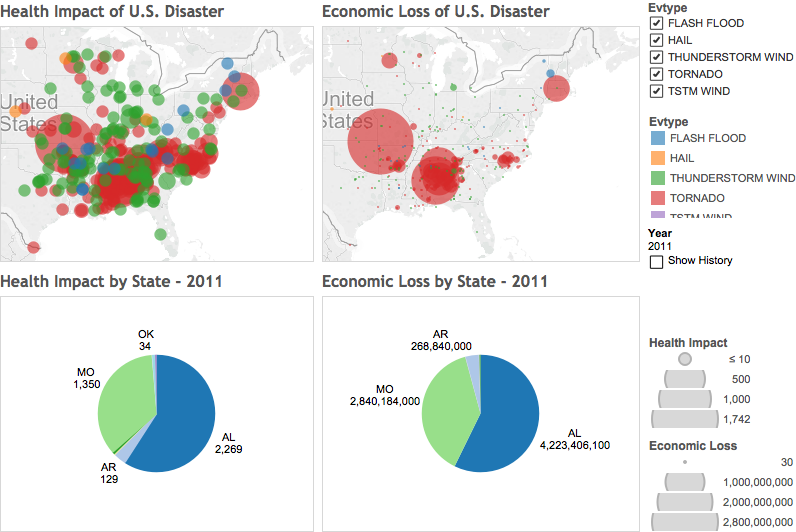 Health Impact of U.S. Disaster
United
States
Economic Loss of U.S. Disaster
United
States
Evtype
FLASH FLOOD
HAIL
THUNDERSTORM WIND
TORNADO
TSTM WIND
Evtype
FLASH FLOOD
HAIL
THUNDERSTORM WIND
TORNADO
TSTM WIND
Year
2011
Show History
Health Impact by State - 2011
OK
34
MO
1,350
AL
2,269
AR
129
Economic Loss by State - 2011
AR
268,840,000
MO
2,840,184,000
AL
4,223,406,100
Health Impact
≤ 10
500
1,000
1,742
Economic Loss
30
1,000,000,000
2,000,000,000
2,800,000,000